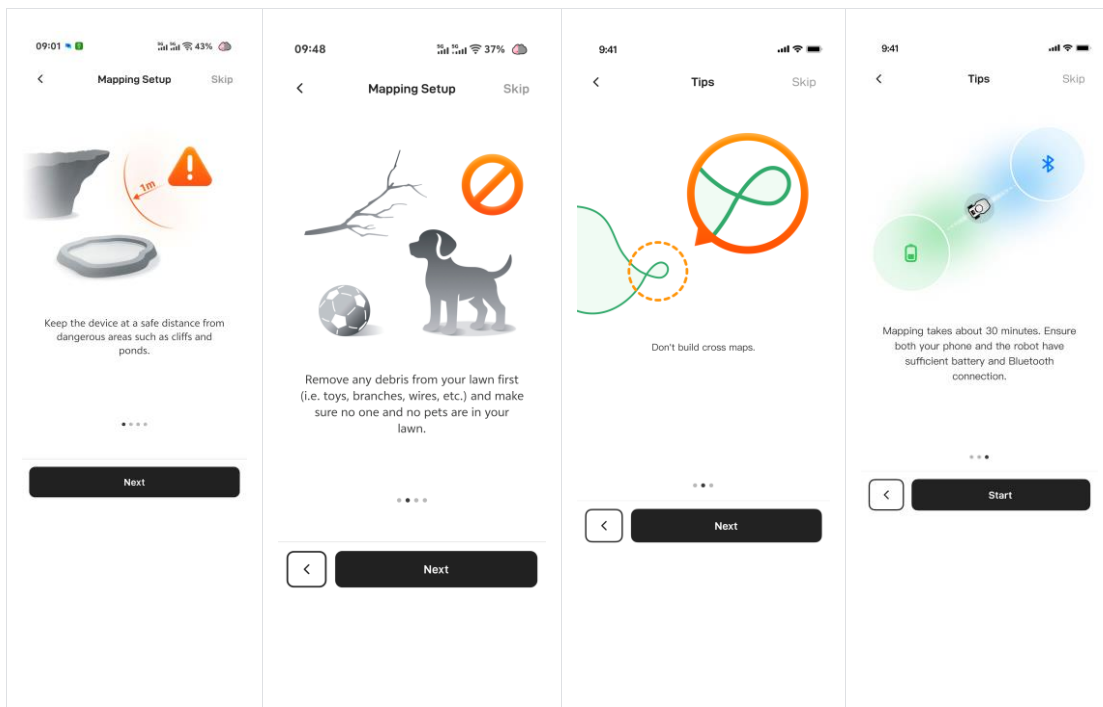 09:01 5G 5G 43%
Mapping Setup Skip
1m
Keep the device at a safe distance from
dangerous areas such as cliffs and
ponds.
Next
09:48 5G 5G 37%
Mapping Setup Skip
Remove any debris from your lawn first
(i.e. toys, branches, wires, etc.) and make
sure no one and no pets are in your
lawn.
Next
9:41
Tips Skip
Don't build cross maps.
Next
9:41
Tips Skip
Mapping takes about 30 minutes. Ensure
both your phone and the robot have
sufficient battery and Bluetooth
connection.
Start